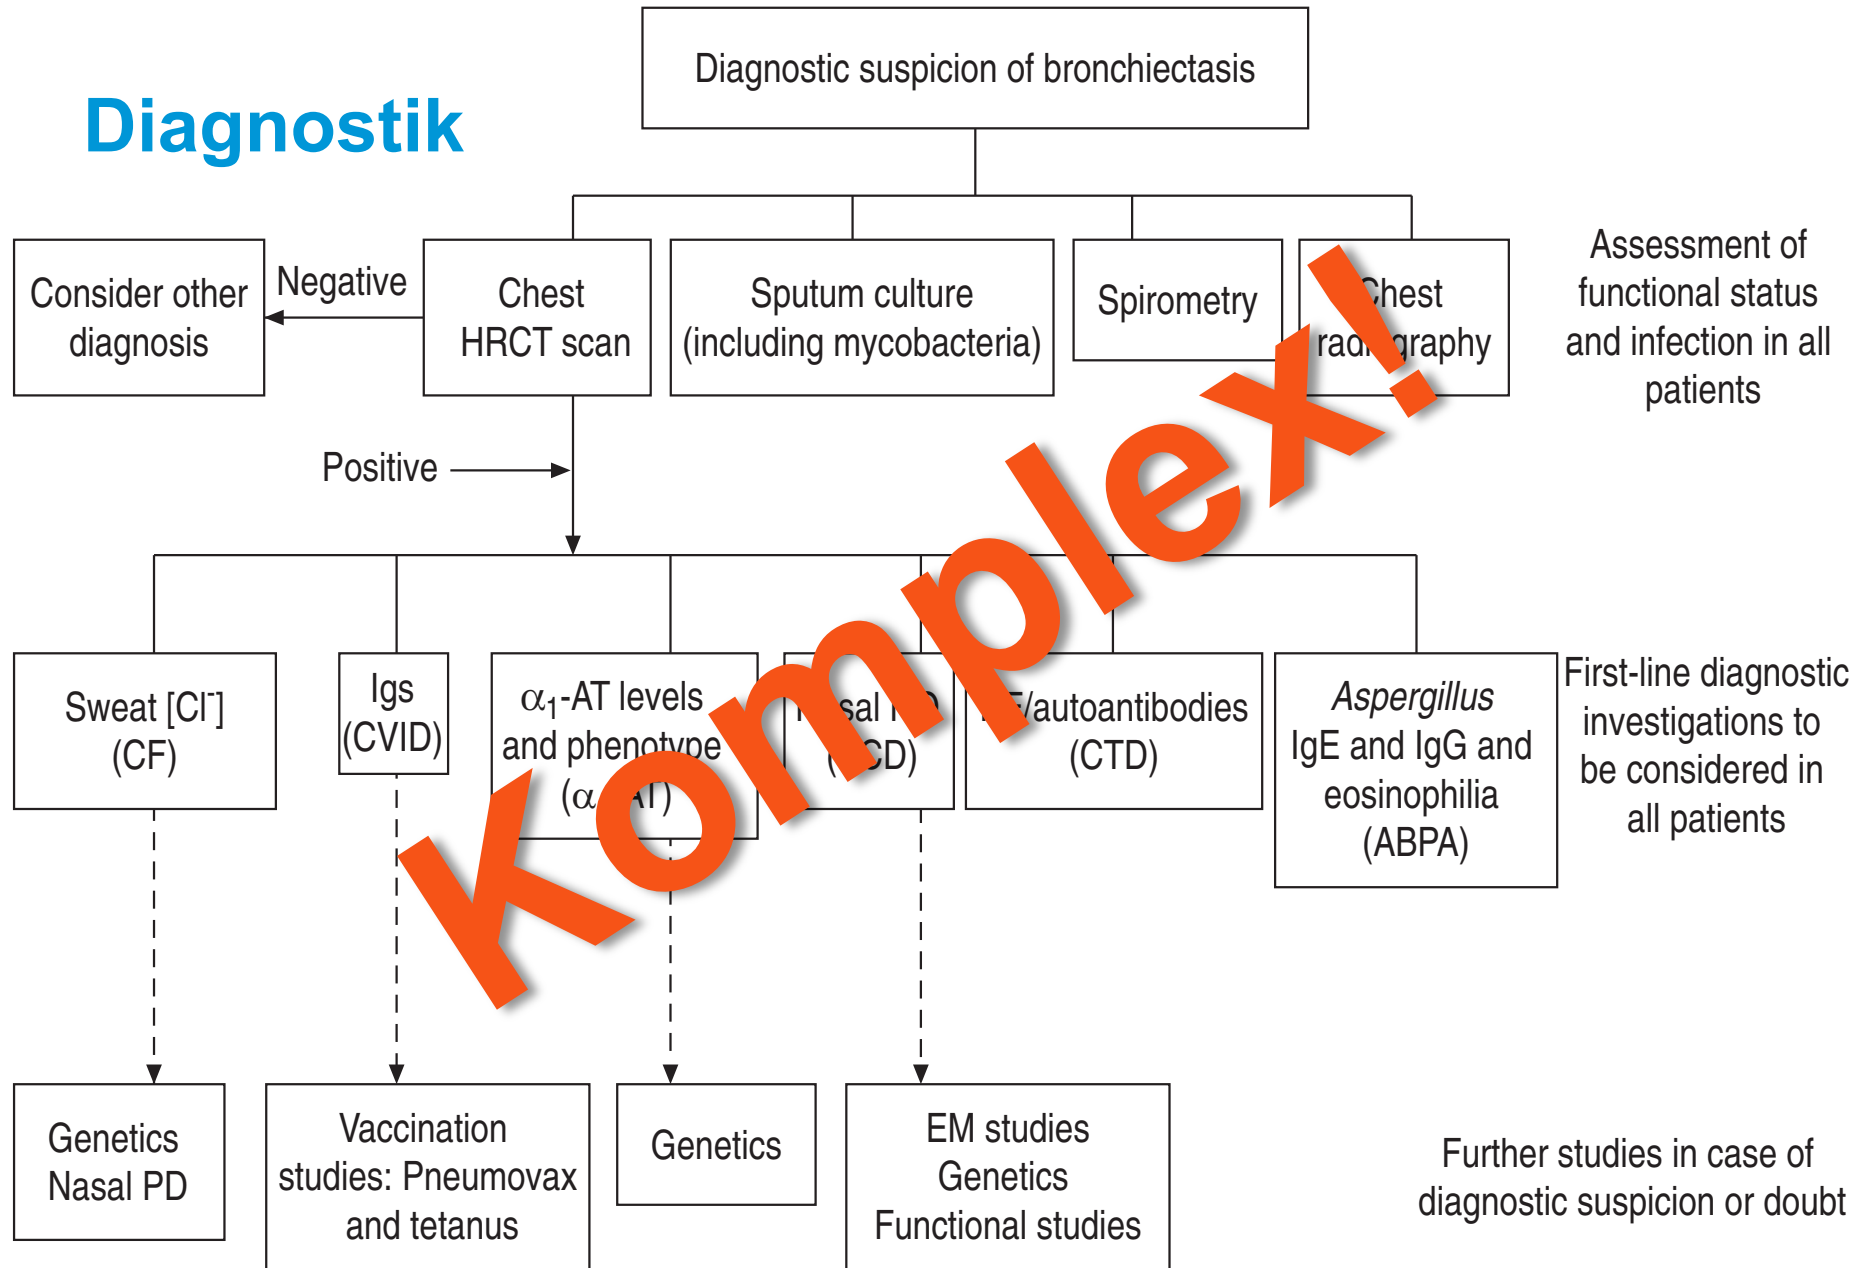 Diagnostik
Diagnostic suspicion of bronchiectasis
Consider other
diagnosis
Negative
Chest
HRCT scan
Sputum culture
(including mycobacteria)
Spirometry
Chest
radiography
Assessment of
functional status
and infection in all
patients
Positive
Komplex!
Sweat [Cl⁻]
(CF)
Igs
(CVID)
α₁-AT levels
and phenotype
Nasal
/autoantibodies
(CTD)
Aspergillus
IgE and IgG and
eosinophilia
(ABPA)
First-line diagnostic
investigations to
be considered in
all patients
Genetics
Nasal PD
Vaccination
studies: Pneumovax
and tetanus
Genetics
EM studies
Genetics
Functional studies
Further studies in case of
diagnostic suspicion or doubt